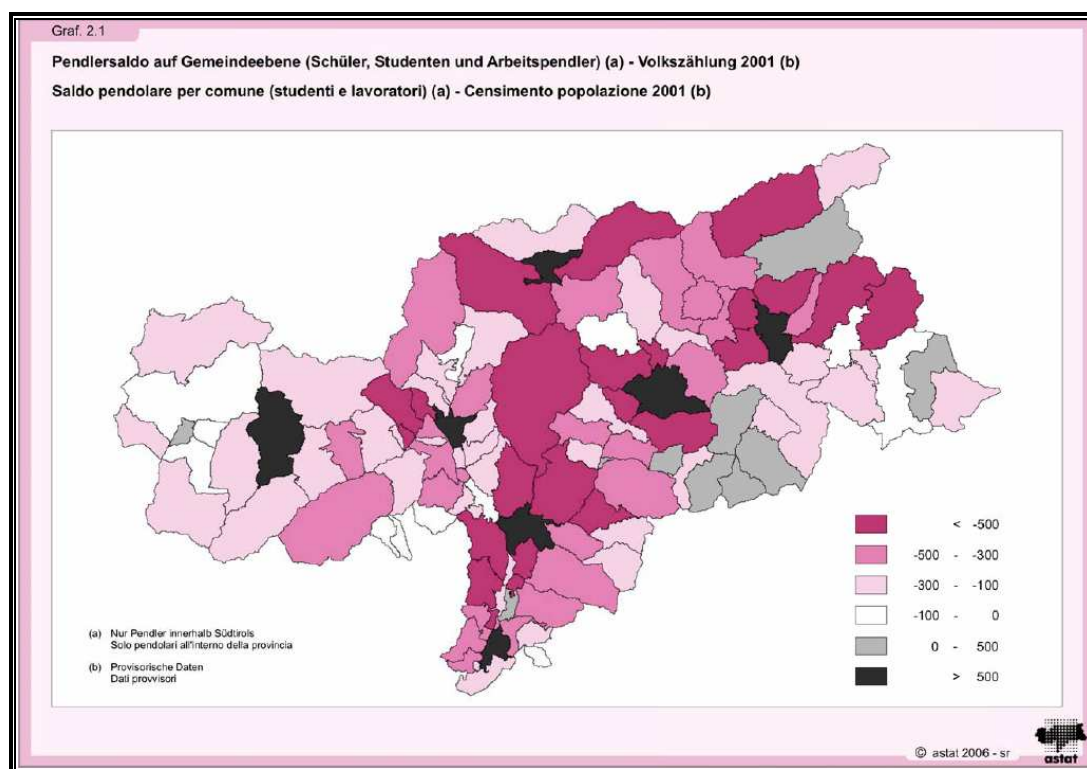 Graf. 2.1
Pendlersaldo auf Gemeindeebene (Schüler, Studenten und Arbeitspendler) (a) - Volkszählung 2001 (b)
Saldo pendolare per comune (studenti e lavoratori) (a) - Censimento popolazione 2001 (b)
< -500
-500 - -300
-300 - -100
-100 - 0
0 - 500
> 500
(a) Nur Pendler innerhalb Südtirols
Solo pendolari all'interno della provincia
(b) Provisorische Daten
Dati provvisori
© astat 2006 - sr
astat